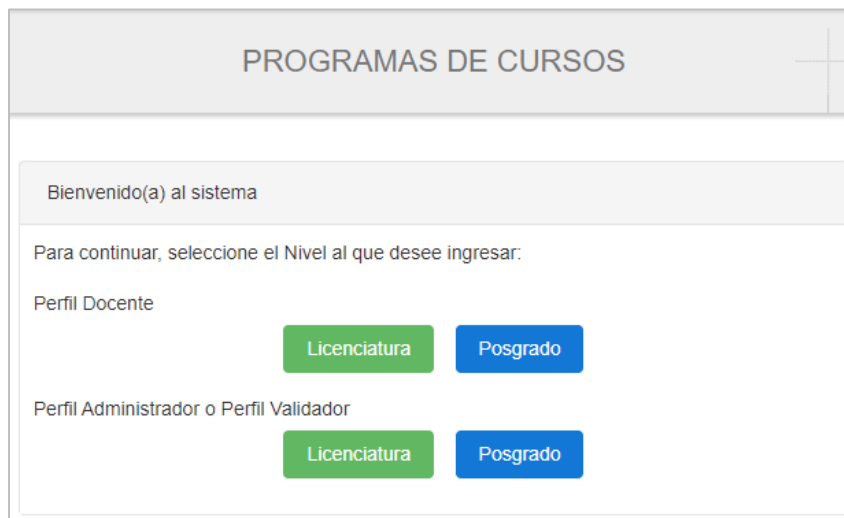 PROGRAMAS DE CURSOS
Bienvenido(a) al sistema
Para continuar, seleccione el Nivel al que desee ingresar:
Perfil Docente
Licenciatura Posgrado
Perfil Administrador o Perfil Validador
Licenciatura Posgrado